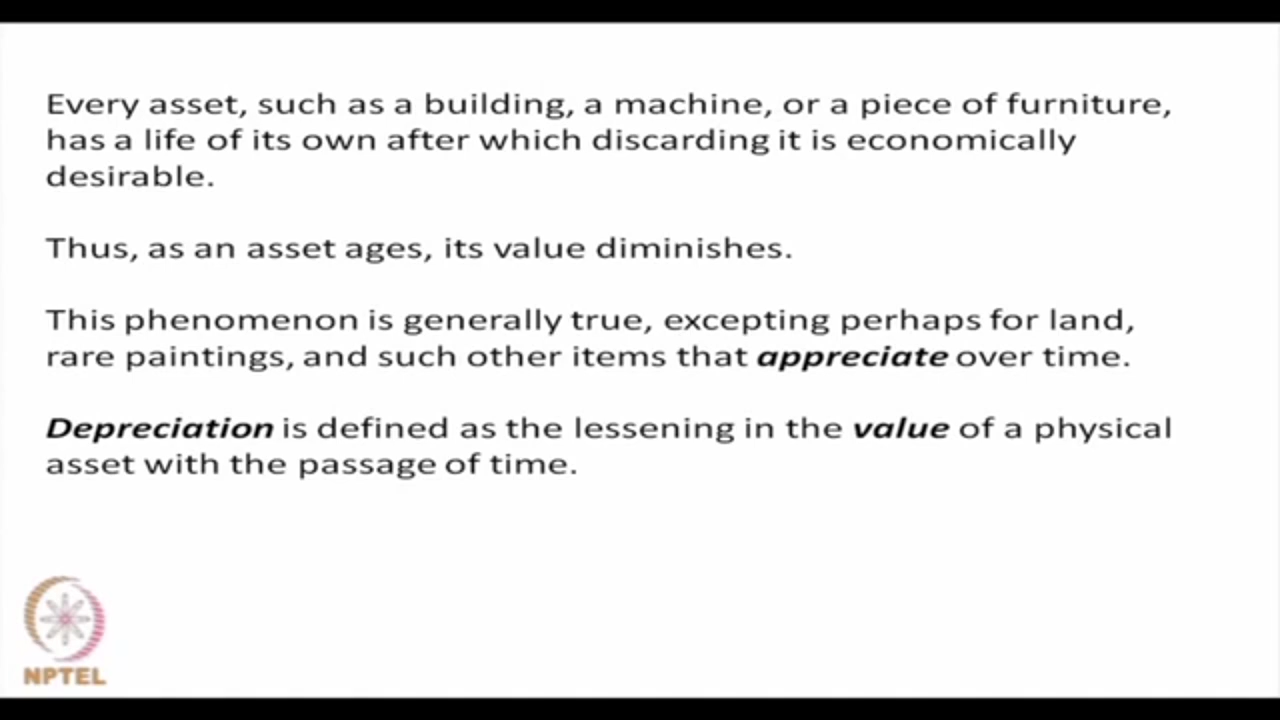 Every asset, such as a building, a machine, or a piece of furniture,
has a life of its own after which discarding it is economically
desirable.
Thus, as an asset ages, its value diminishes.
This phenomenon is generally true, excepting perhaps for land,
rare paintings, and such other items that appreciate over time.
Depreciation is defined as the lessening in the value of a physical
asset with the passage of time.
NPTEL